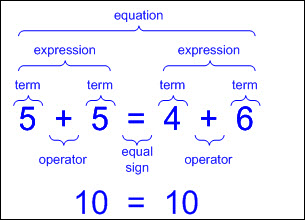 equation
expression expression
term term term term
5 + 5 = 4 + 6
operator equal sign operator
10 = 10